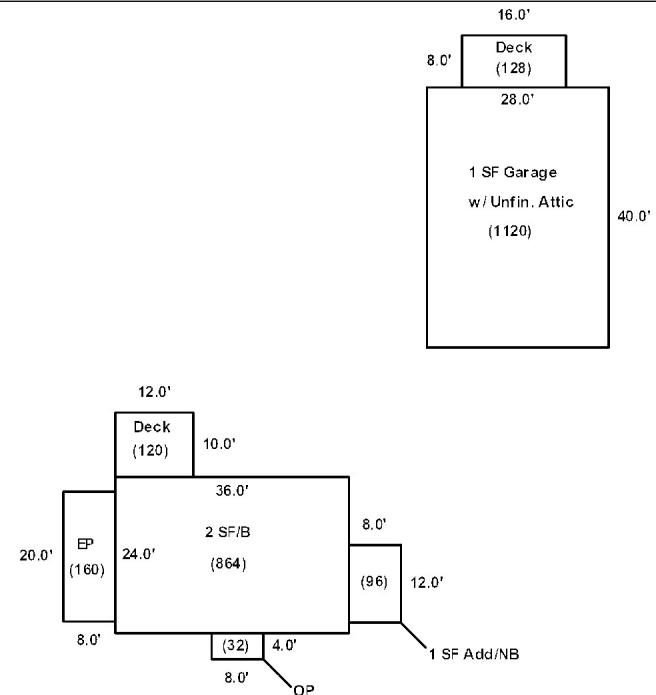 16.0'
8.0'
Deck
(128)
28.0'
1 SF Garage
w/ Unfin. Attic
(1120)
40.0'
12.0'
Deck
(120)
10.0'
36.0'
20.0'
EP
(160)
24.0'
2 SF/B
(864)
8.0'
(96)
12.0'
8.0'
(32)
4.0'
1 SF Add/NB
8.0'
OP